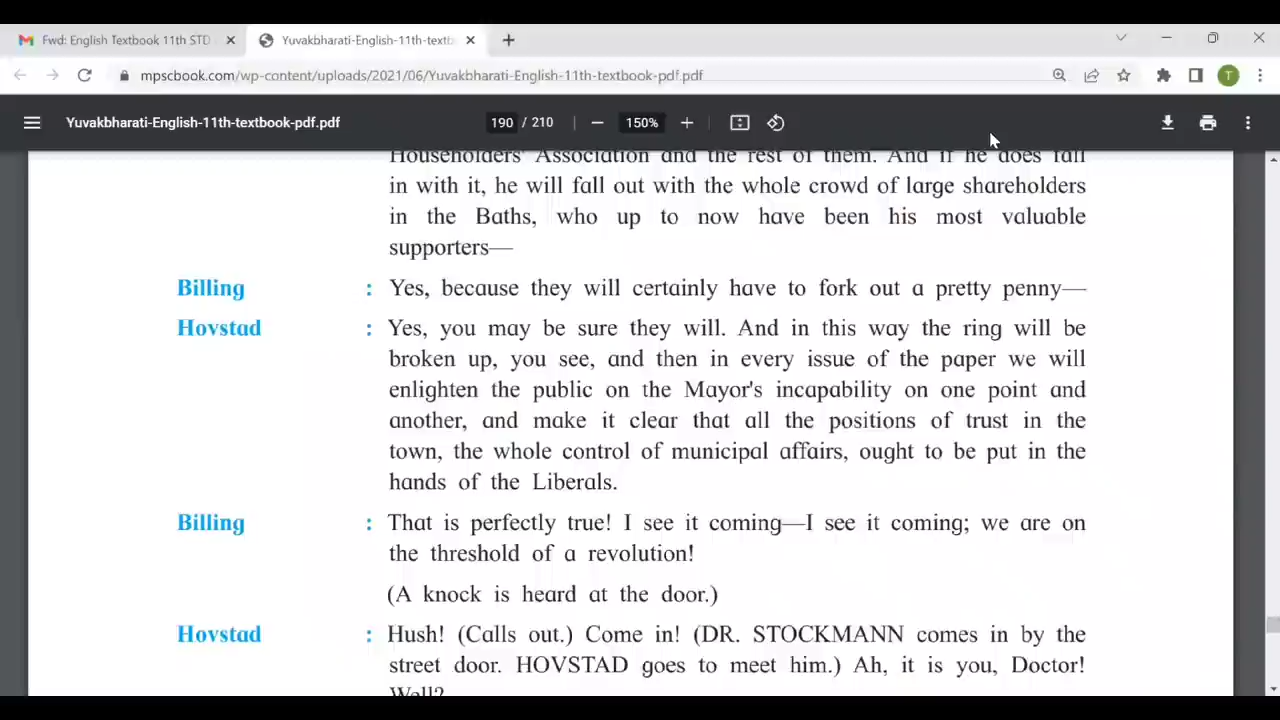 Fwd: English Textbook 11th STD
Yuvakbharati-English-11th-textb
mpscbook.com/wp-content/uploads/2021/06/Yuvakbharati-English-11th-textbook-pdf.pdf
T
Yuvakbharati-English-11th-textbook-pdf.pdf
190 / 210
150%
Householders' Association and the rest of them. And if he does fall
in with it, he will fall out with the whole crowd of large shareholders
in the Baths, who up to now have been his most valuable
supporters—
Billing : Yes, because they will certainly have to fork out a pretty penny—
Hovstad : Yes, you may be sure they will. And in this way the ring will be
broken up, you see, and then in every issue of the paper we will
enlighten the public on the Mayor's incapability on one point and
another, and make it clear that all the positions of trust in the
town, the whole control of municipal affairs, ought to be put in the
hands of the Liberals.
Billing : That is perfectly true! I see it coming—I see it coming; we are on
the threshold of a revolution!
(A knock is heard at the door.)
Hovstad : Hush! (Calls out.) Come in! (DR. STOCKMANN comes in by the
street door. HOVSTAD goes to meet him.) Ah, it is you, Doctor!
Well?